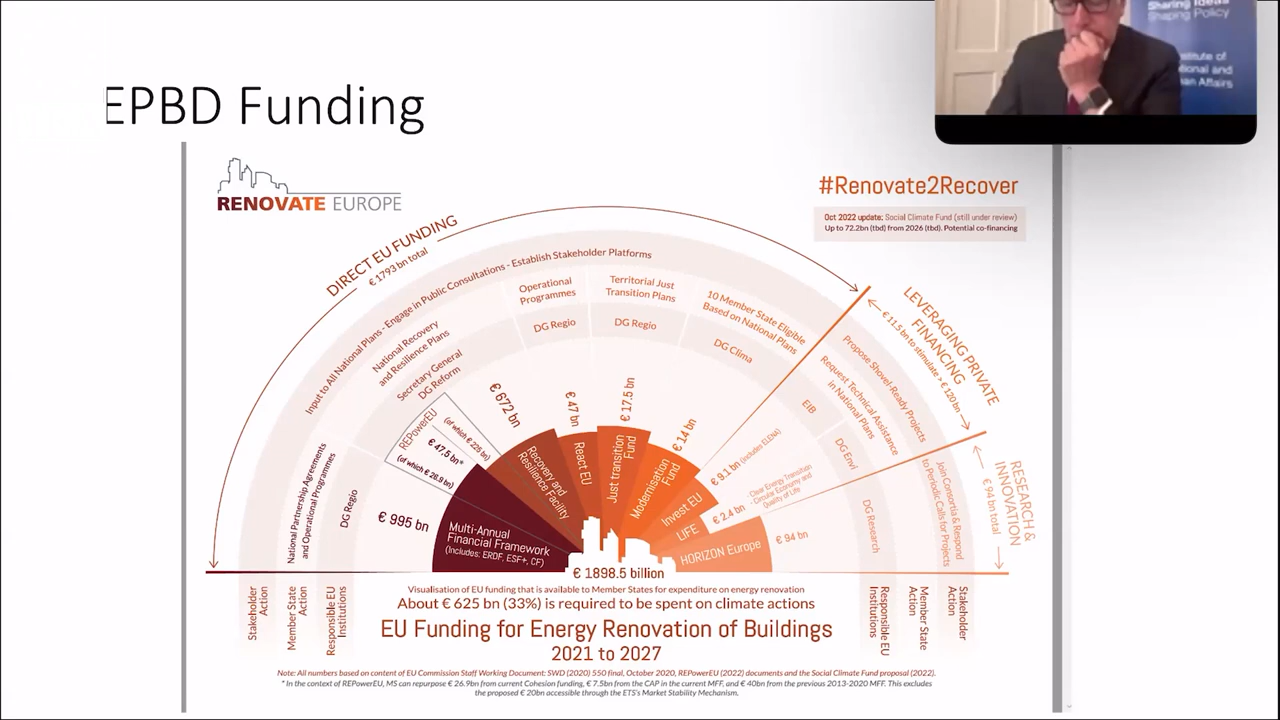 Sharing Ideas
Shaping Policy
EPBD Funding
RENOVATE EUROPE
#Renovate2Recover
Oct 2022 update: Social Climate Fund (still under review)
Up to 72.2bn (tbd) from 2026 (tbd). Potential co-financing
DIRECT EU FUNDING
€ 1793 bn total
LEVERAGING PRIVATE
FINANCING
€ 11.5 bn to stimulate > € 120 bn
RESEARCH &
INNOVATION
€ 94 bn total
Input to All National Plans - Engage in Public Consultations - Establish Stakeholder Platforms
Propose Shovel-Ready Projects
Join Consortia & Respond
to Periodic Calls for Projects
National Partnership Agreements
and Operational Programmes
National Recovery
and Resilience Plans
Operational
Programmes
Territorial Just
Transition Plans
10 Member State Eligible
Based on National Plans
Request Technical Assistance
in National Plans
DG Regio
Secretary General
DG Reform
DG Regio
DG Regio
DG Clima
EIB
DG Envi
DG Research
€ 995 bn
REPowerEU
€ 47,5 bn*
(of which € 26.9 bn)
(of which € 225 bn)
€ 672 bn
€ 47 bn
€ 17.5 bn
€ 14 bn
€ 9.1 bn (includes ELENA)
€ 2.4 bn
- Clear Energy Transition
- Circular Economy and
Quality of Life
€ 94 bn
Multi-Annual
Financial Framework
(Includes: ERDF, ESF+, CF)
Recovery and
Resilience Facility
React EU
Just transition
Fund
Modernisation
Fund
Invest EU
LIFE
HORIZON Europe
€ 1898.5 billion
Stakeholder
Action
Member State
Action
Responsible EU
Institutions
Responsible EU
Institutions
Member State
Action
Stakeholder
Action
Visualisation of EU funding that is available to Member States for expenditure on energy renovation
About € 625 bn (33%) is required to be spent on climate actions
EU Funding for Energy Renovation of Buildings
2021 to 2027
Note: All numbers based on content of EU Commission Staff Working Document: SWD (2020) 550 final, October 2020, REPowerEU (2022) documents and the Social Climate Fund proposal (2022).
* In the context of REPowerEU, MS can repurpose € 26.9bn from current Cohesion funding, € 7.5bn from the CAP in the current MFF, and € 40bn from the previous 2013-2020 MFF. This excludes
the proposed € 20bn accessible through the ETS's Market Stability Mechanism.